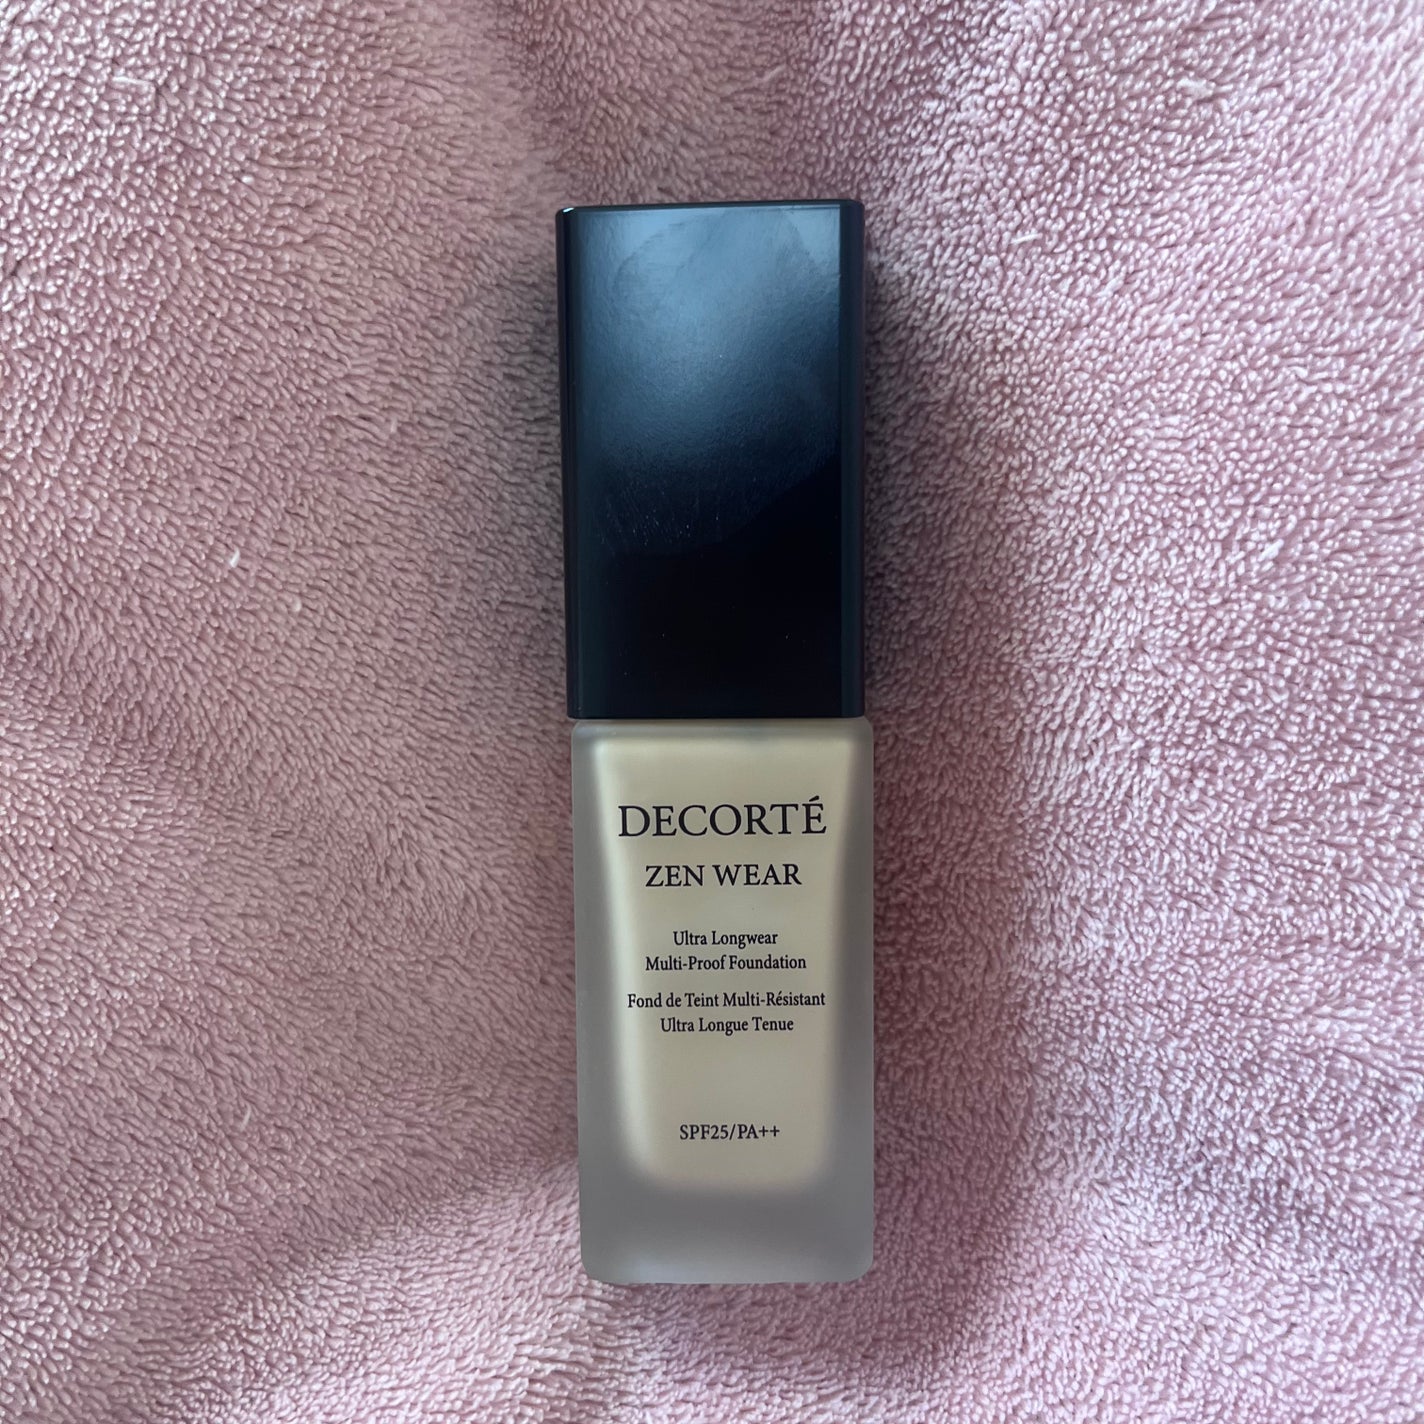 DECORTÉ
ZEN WEAR
Ultra Longwear
Multi-Proof Foundation
Fond de Teint Multi-Résistant
Ultra Longue Tenue
SPF25/PA++